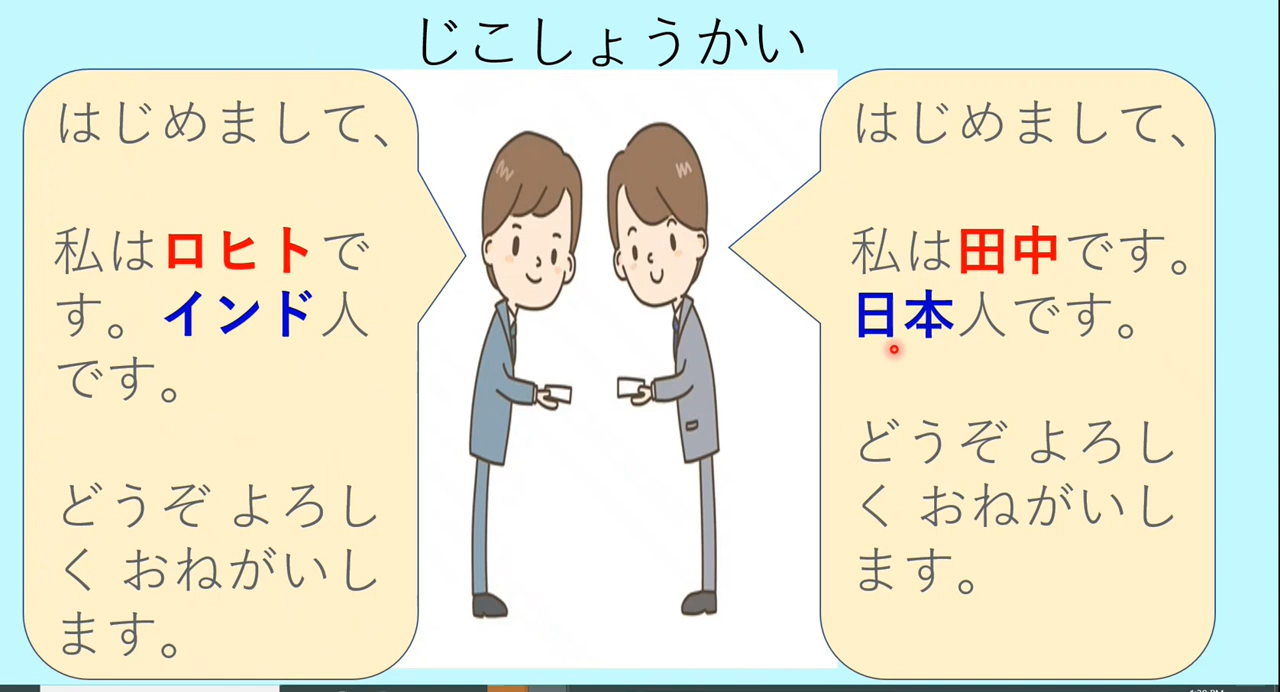 じこしょうかい
はじめまして、
私はロヒトで
す。インド人
です。
どうぞ よろし
く おねがいし
ます。
はじめまして、
私は田中です。
日本人です。
どうぞ よろし
く おねがいし
ます。